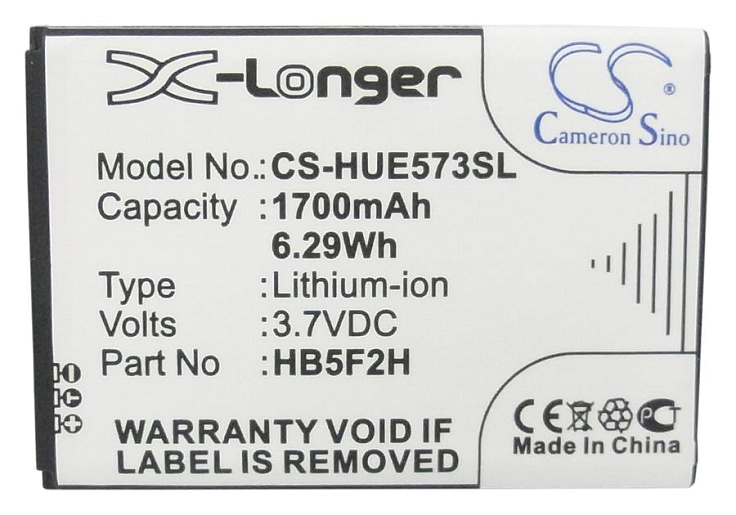 X-Longer
CS ®
Cameron Sino
Model No.: CS-HUE573SL
Capacity : 1700mAh
6.29Wh
Type : Lithium-ion
Volts : 3.7VDC
Part No : HB5F2H
WARRANTY VOID IF
LABEL IS REMOVED
CE PCT
Made In China